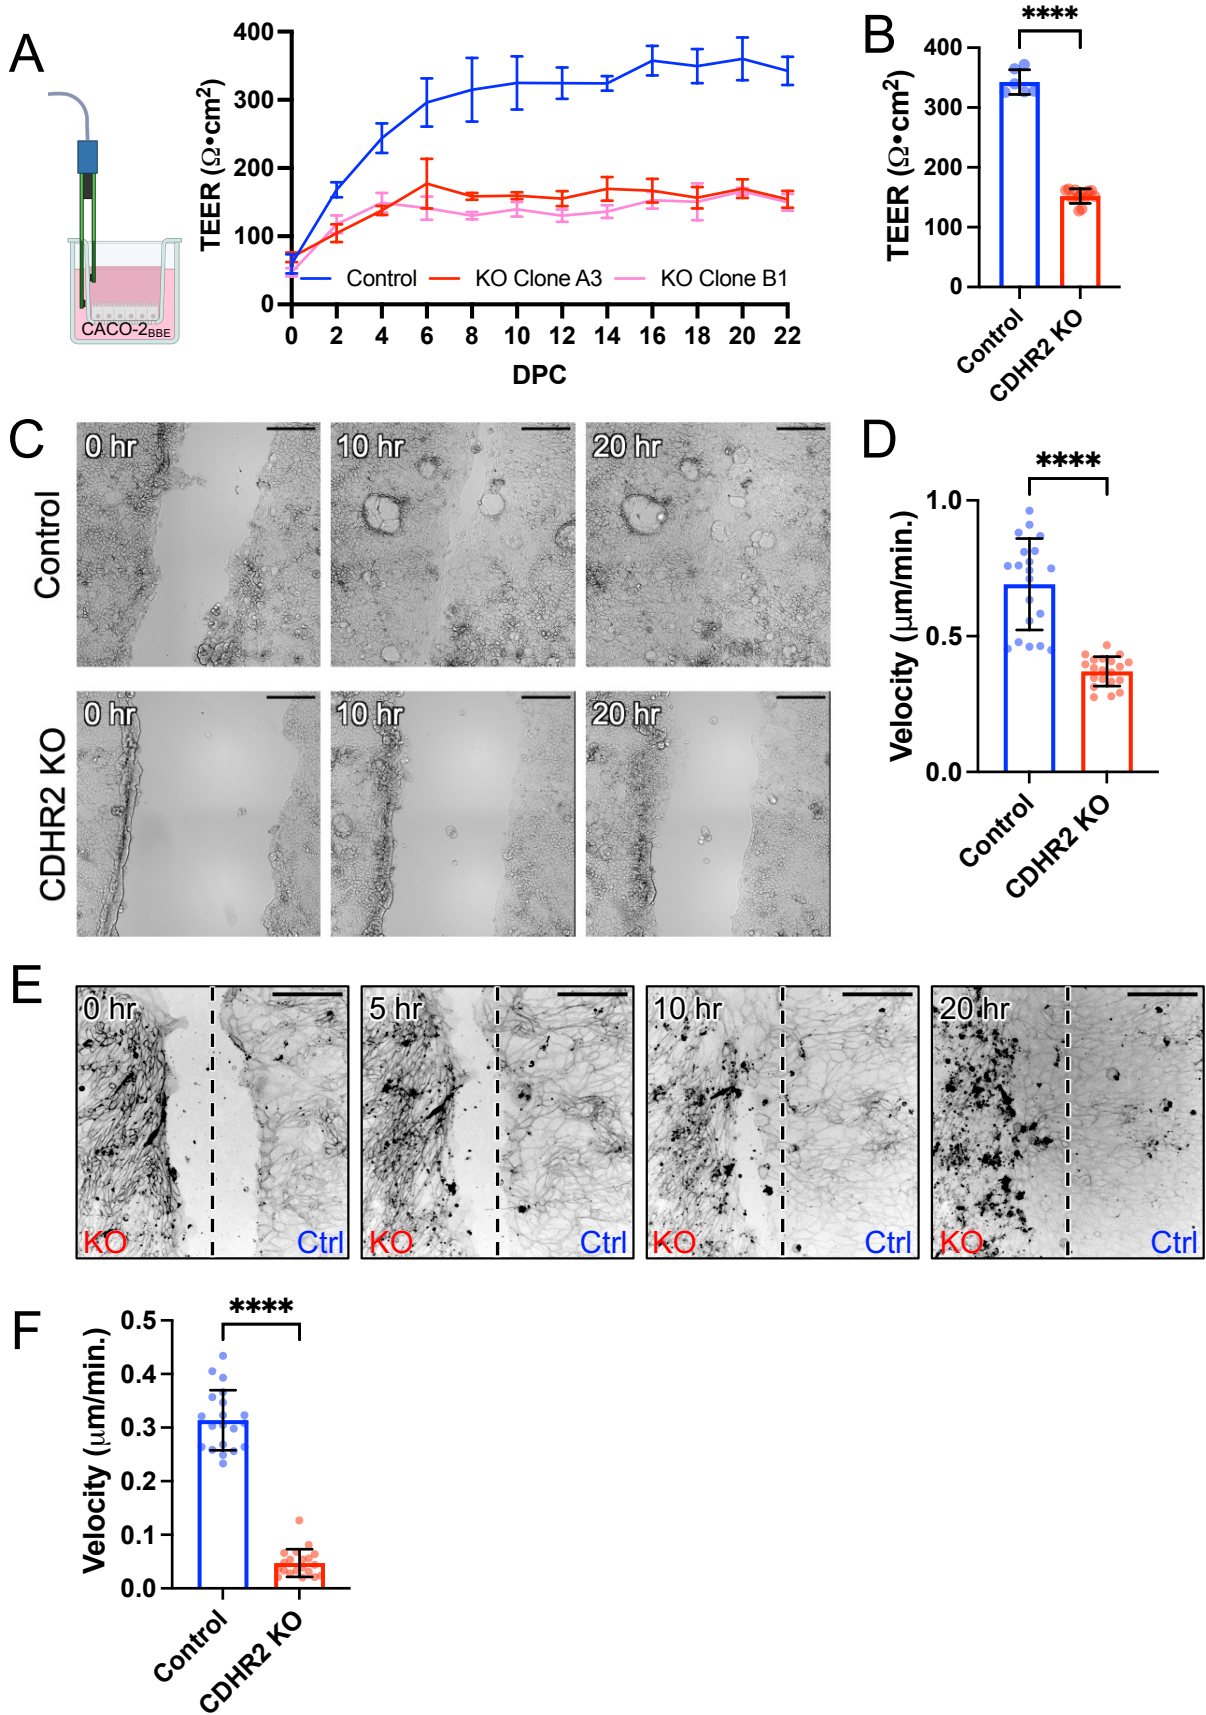 A
TEER (Ω•cm²)
400
300
200
100
0
0 2 4 6 8 10 12 14 16 18 20 22
DPC
Control KO Clone A3 KO Clone B1
CACO-2BBE
B
****
TEER (Ω•cm²)
400
300
200
100
0
Control
CDHR2 KO
C
Control
0 hr
10 hr
20 hr
CDHR2 KO
0 hr
10 hr
20 hr
D
****
Velocity (μm/min.)
1.0
0.5
0.0
Control
CDHR2 KO
E
0 hr
KO
Ctrl
5 hr
KO
Ctrl
10 hr
KO
Ctrl
20 hr
KO
Ctrl
F
****
Velocity (μm/min.)
0.5
0.4
0.3
0.2
0.1
0.0
Control
CDHR2 KO